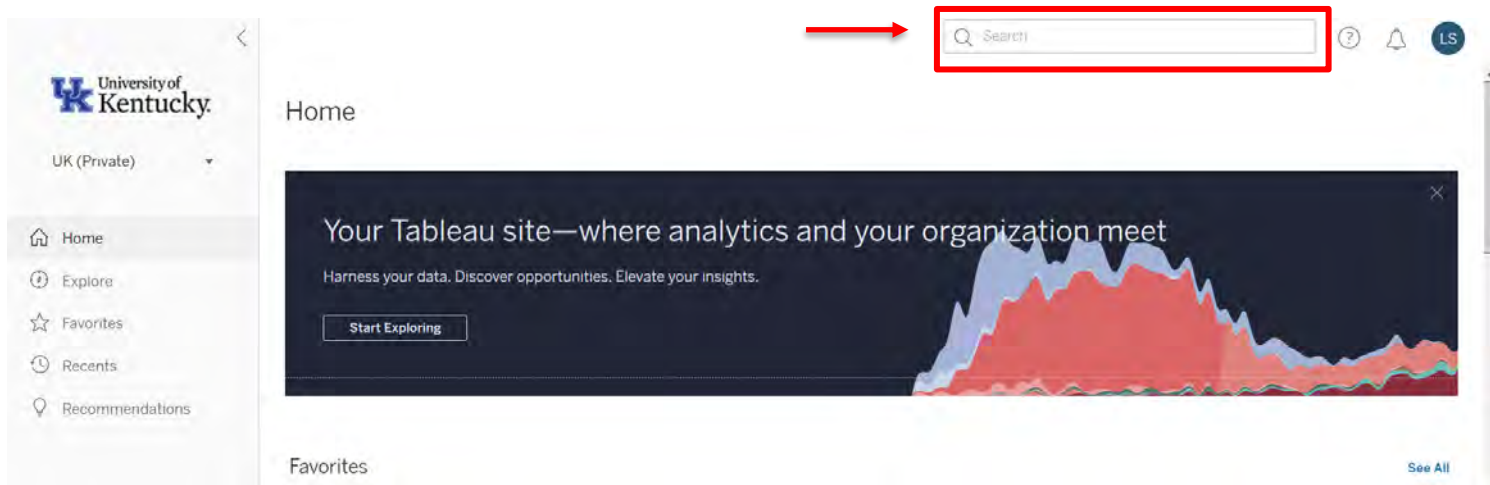 Search
LS
University of
Kentucky.
UK (Private)
Home
Explore
Favorites
Recents
Recommendations
Home
Your Tableau site—where analytics and your organization meet
Harness your data. Discover opportunities. Elevate your insights.
Start Exploring
Favorites
See All